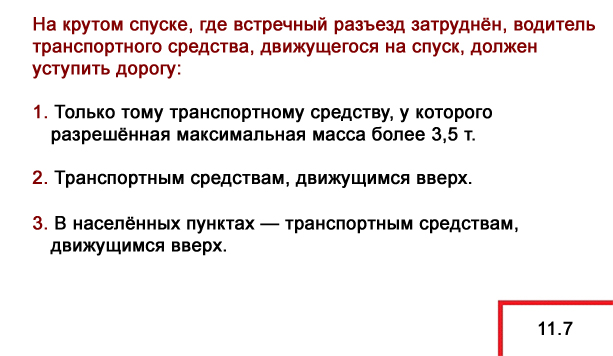 На крутом спуске, где встречный разъезд затруднён, водитель
транспортного средства, движущегося на спуск, должен
уступить дорогу:
1. Только тому транспортному средству, у которого
разрешённая максимальная масса более 3,5 т.
2. Транспортным средствам, движущимся вверх.
3. В населённых пунктах — транспортным средствам,
движущимся вверх.
11.7